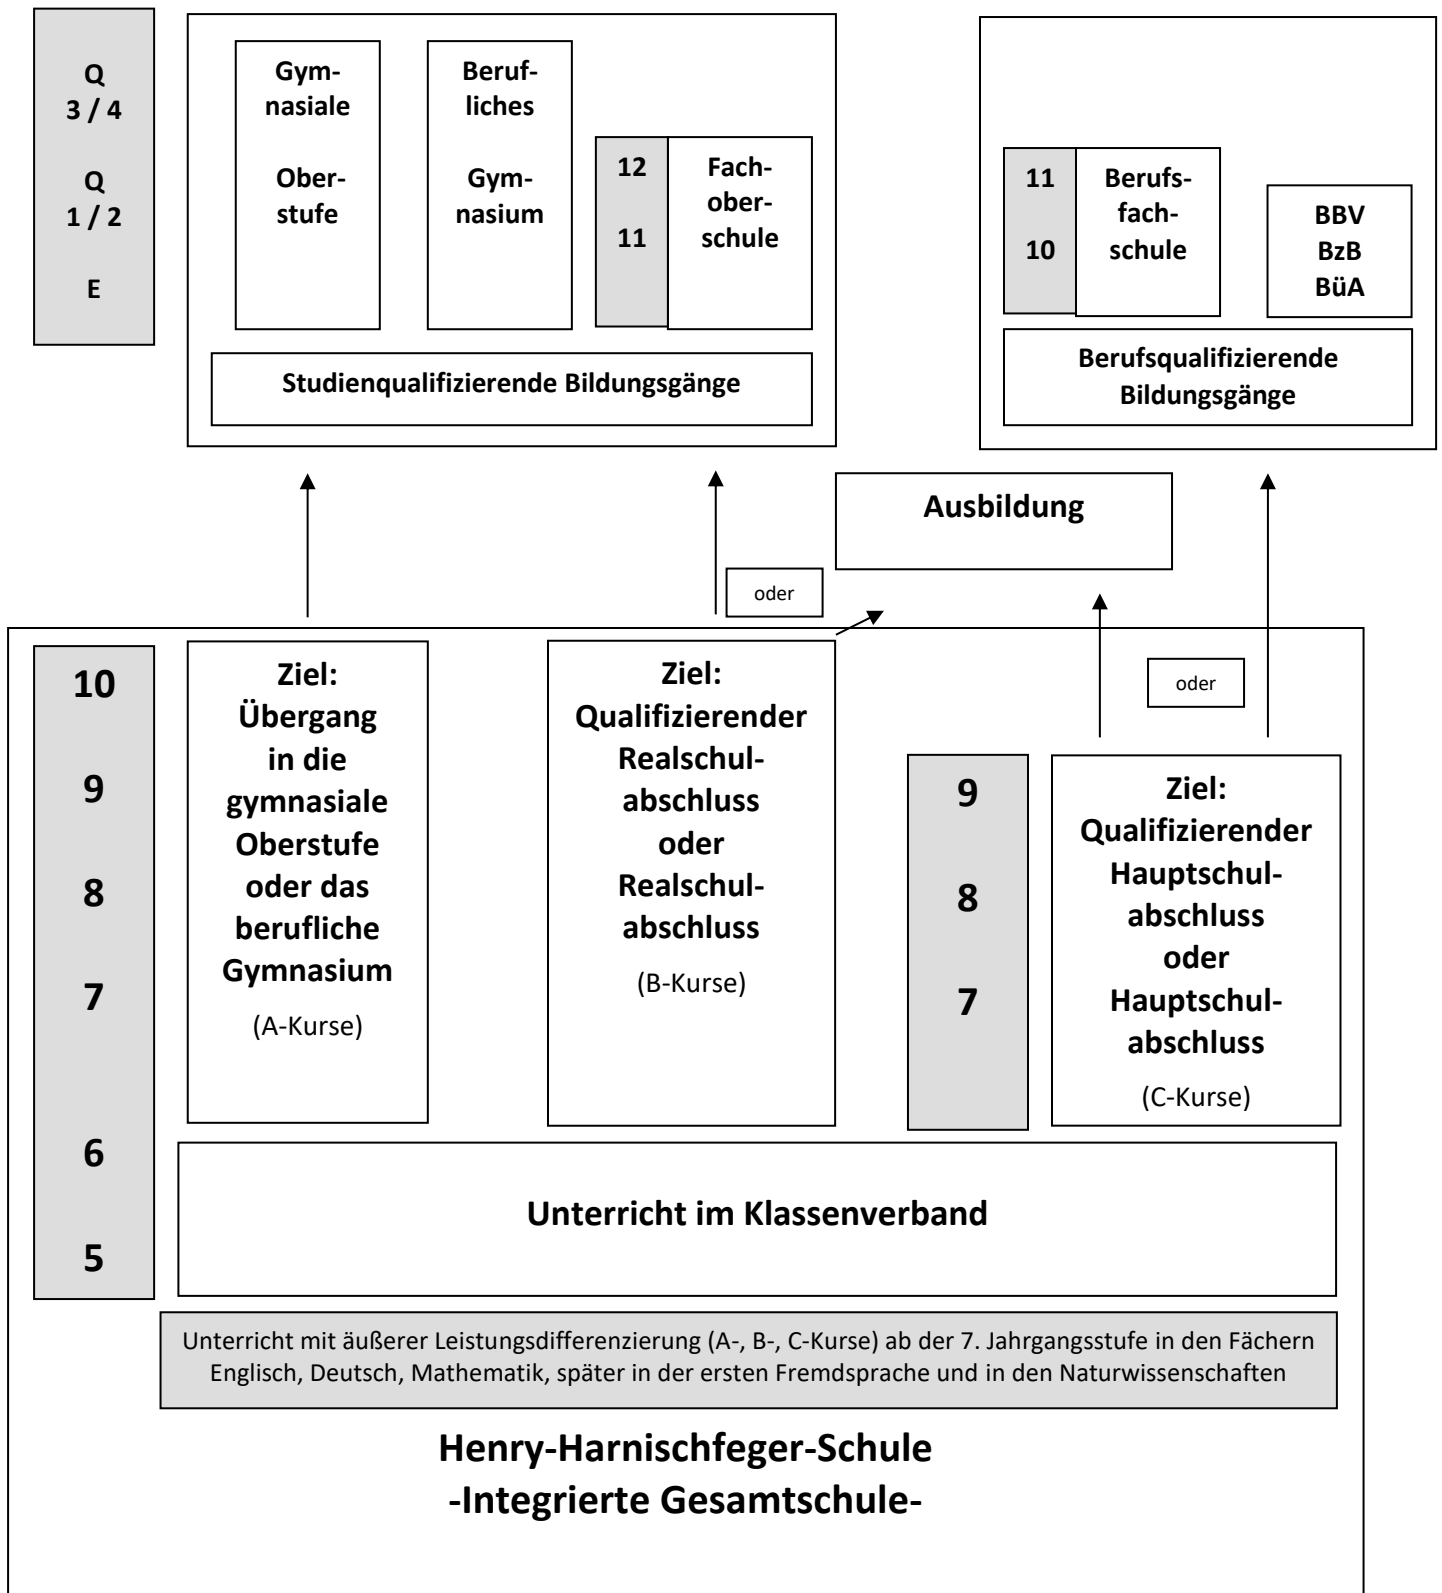 Q
3 / 4
Q
1 / 2
E
Gym-
nasiale
Ober-
stufe
Beruf-
liches
Gym-
nasium
12
11
Fach-
ober-
schule
Studienqualifizierende Bildungsgänge
11
10
Berufs-
fach-
schule
BBV
BzB
BüA
Berufsqualifizierende
Bildungsgänge
Ausbildung
oder
oder
10
9
8
7
6
5
Ziel:
Übergang
in die
gymnasiale
Oberstufe
oder das
berufliche
Gymnasium
(A-Kurse)
Ziel:
Qualifizierender
Realschul-
abschluss
oder
Realschul-
abschluss
(B-Kurse)
9
8
7
Ziel:
Qualifizierender
Hauptschul-
abschluss
oder
Hauptschul-
abschluss
(C-Kurse)
Unterricht im Klassenverband
Unterricht mit äußerer Leistungsdifferenzierung (A-, B-, C-Kurse) ab der 7. Jahrgangsstufe in den Fächern
Englisch, Deutsch, Mathematik, später in der ersten Fremdsprache und in den Naturwissenschaften
Henry-Harnischfeger-Schule
-Integrierte Gesamtschule-